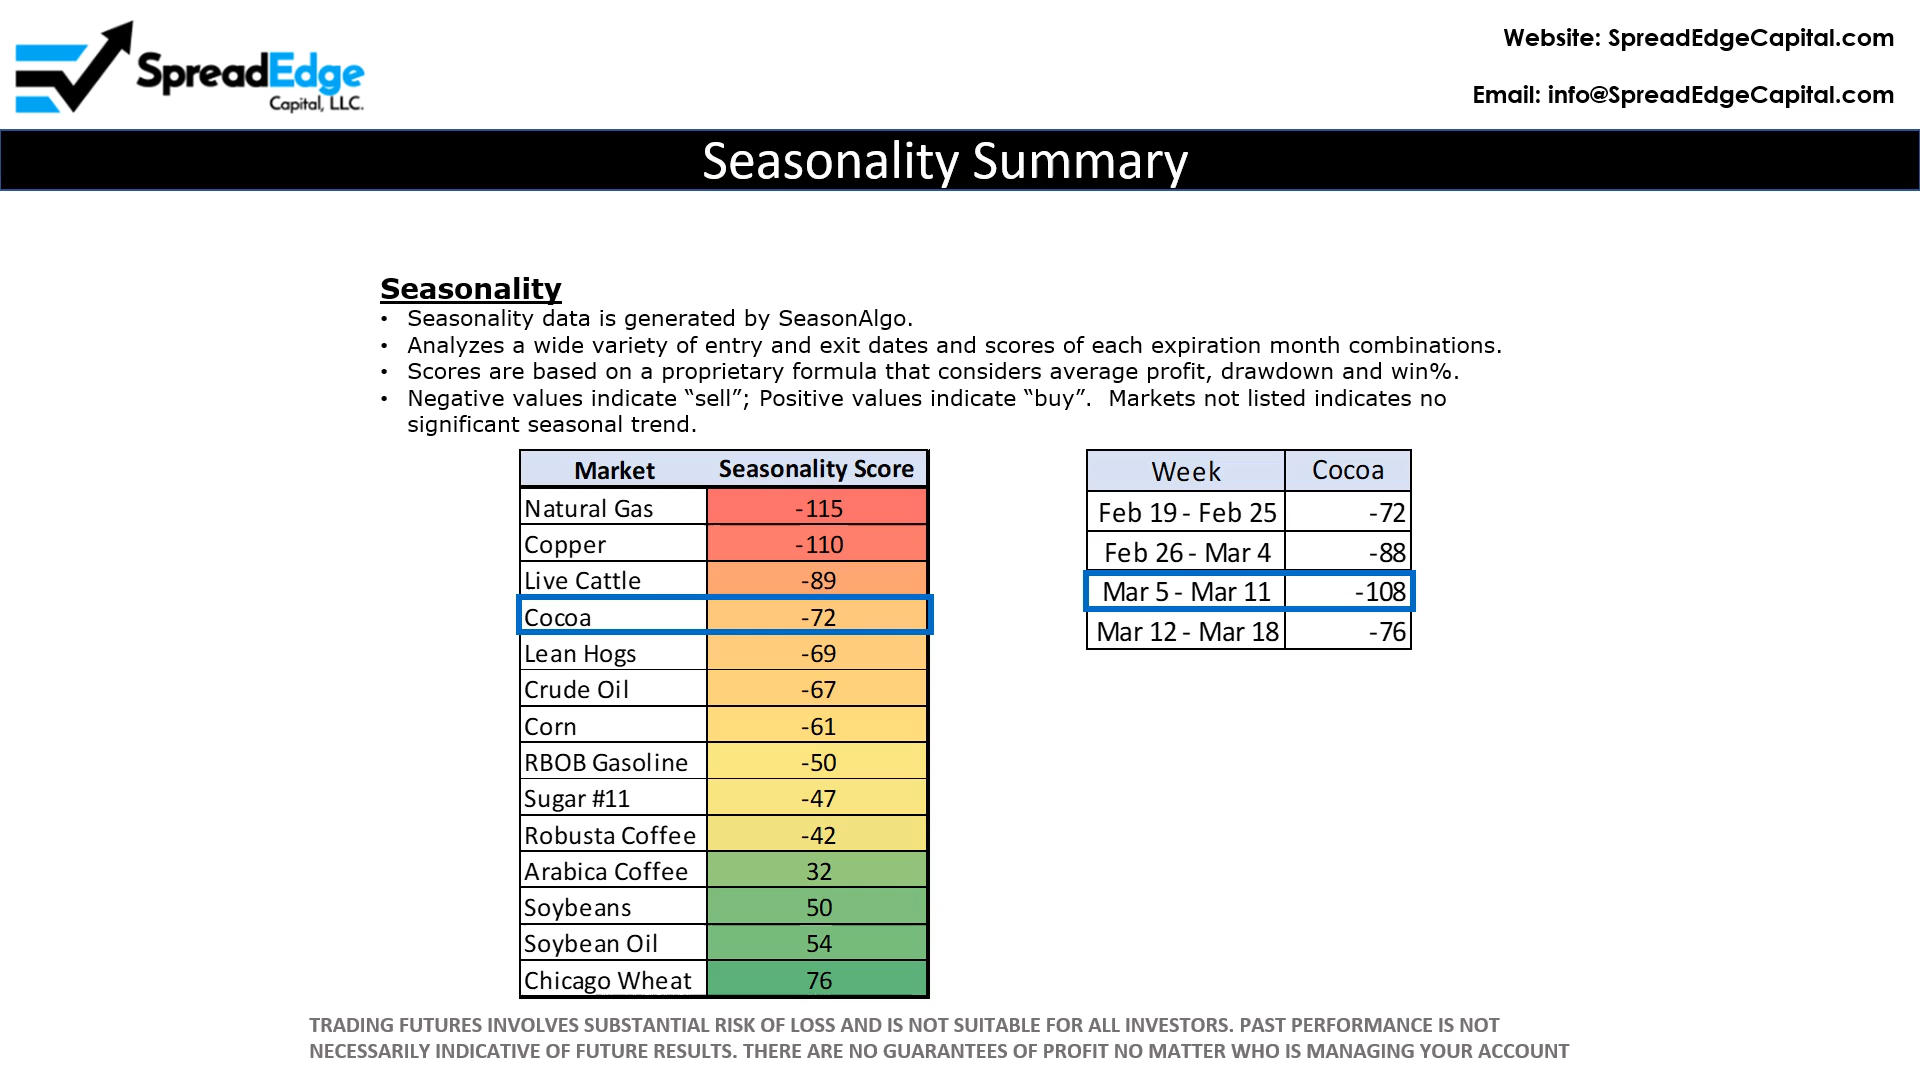 SpreadEdge
Capital, LLC.
Website: SpreadEdgeCapital.com
Email: info@SpreadEdgeCapital.com
Seasonality Summary
Seasonality
• Seasonality data is generated by SeasonAlgo.
• Analyzes a wide variety of entry and exit dates and scores of each expiration month combinations.
• Scores are based on a proprietary formula that considers average profit, drawdown and win%.
• Negative values indicate “sell”; Positive values indicate “buy”.  Markets not listed indicates no
significant seasonal trend.
Market Seasonality Score
Natural Gas -115
Copper -110
Live Cattle -89
Cocoa -72
Lean Hogs -69
Crude Oil -67
Corn -61
RBOB Gasoline -50
Sugar #11 -47
Robusta Coffee -42
Arabica Coffee 32
Soybeans 50
Soybean Oil 54
Chicago Wheat 76
Week Cocoa
Feb 19 - Feb 25 -72
Feb 26 - Mar 4 -88
Mar 5 - Mar 11 -108
Mar 12 - Mar 18 -76
TRADING FUTURES INVOLVES SUBSTANTIAL RISK OF LOSS AND IS NOT SUITABLE FOR ALL INVESTORS. PAST PERFORMANCE IS NOT
NECESSARILY INDICATIVE OF FUTURE RESULTS. THERE ARE NO GUARANTEES OF PROFIT NO MATTER WHO IS MANAGING YOUR ACCOUNT